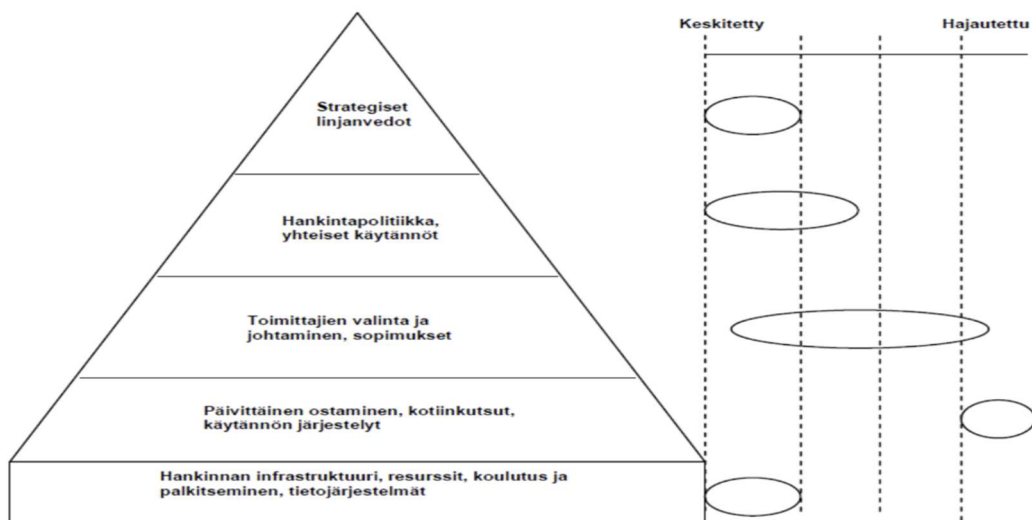 Keskitetty Hajautettu
Strategiset
linjanvedot
Hankintapolitiikka,
yhteiset käytännöt
Toimittajien valinta ja
johtaminen, sopimukset
Päivittäinen ostaminen, kotiinkutsut,
käytännön järjestelyt
Hankinnan infrastruktuuri, resurssit, koulutus ja
palkitseminen, tietojärjestelmät